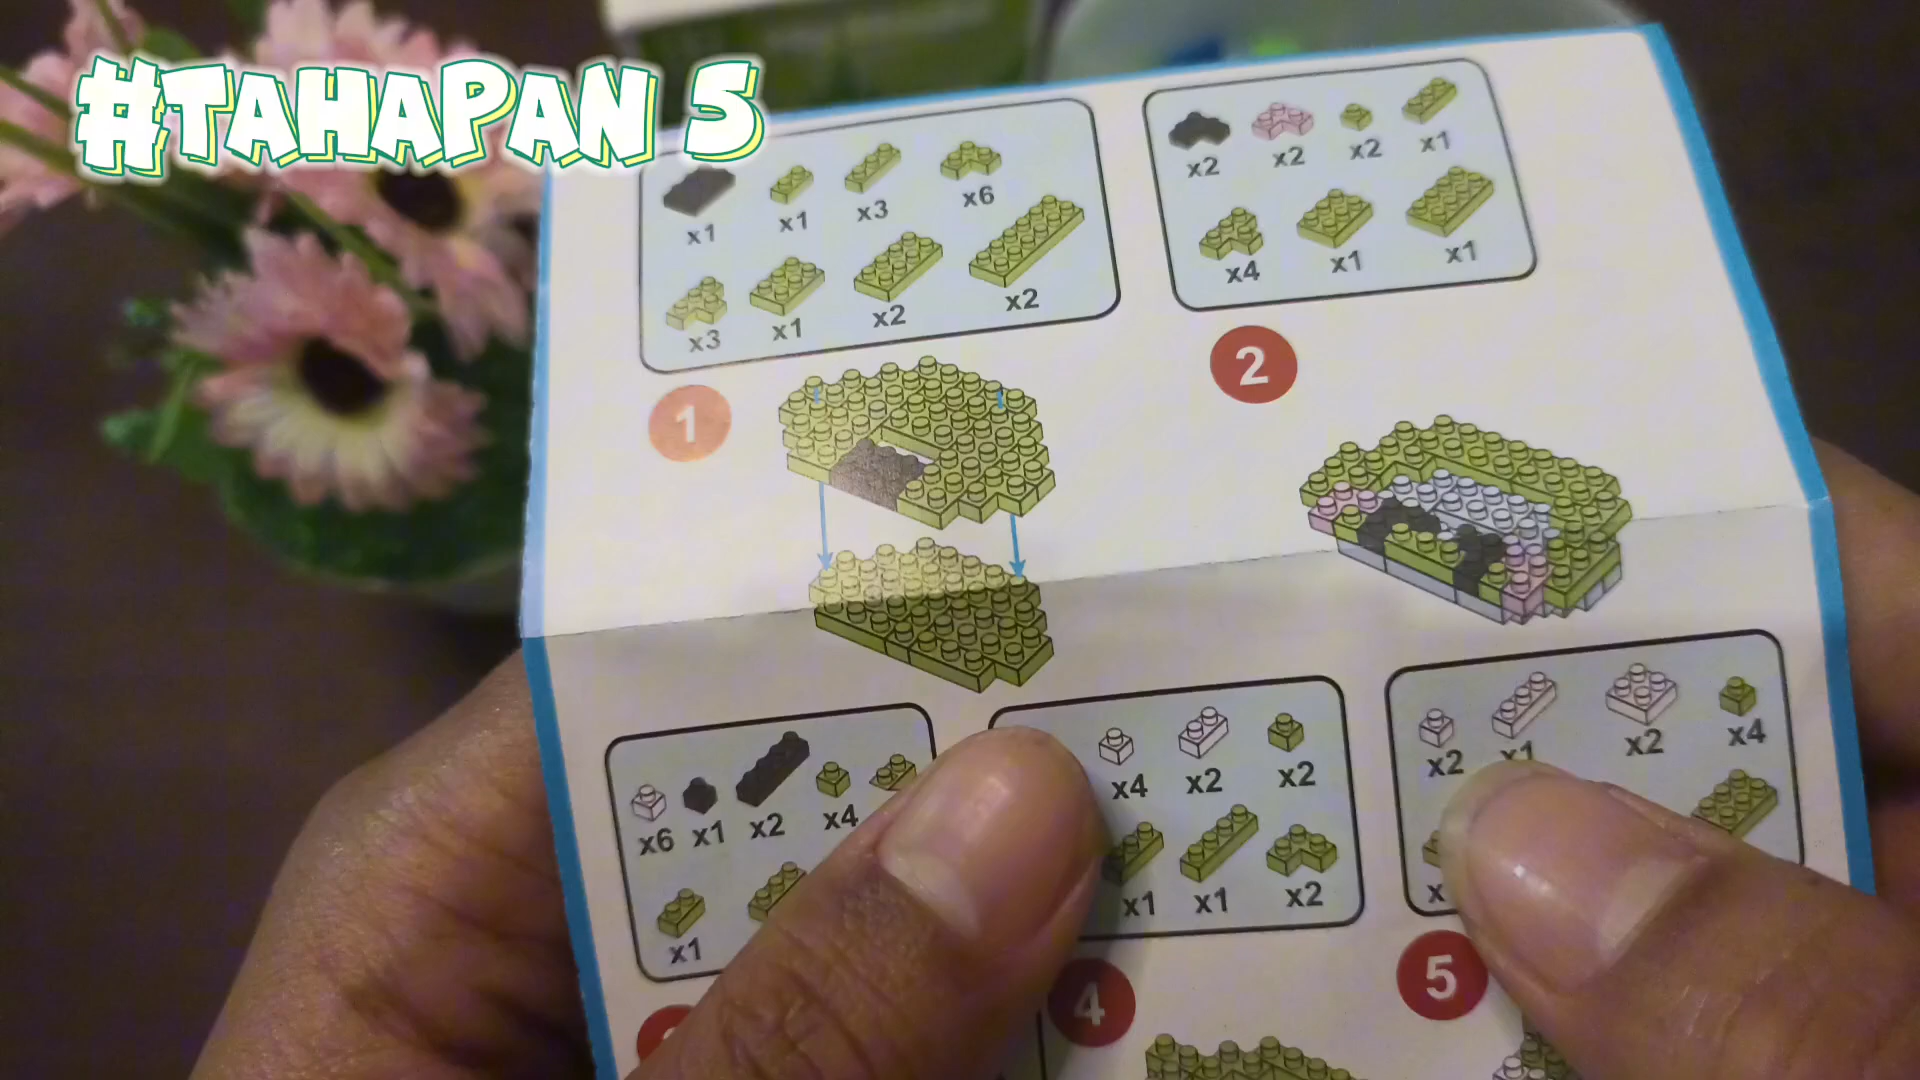 #TAHAPAN 5
x1 x1 x3 x6
x3 x1 x2 x2
1
x2 x2 x2 x1
x4 x1 x1
2
x6 x1 x2 x4
x1
x4 x2 x2
x1 x1 x2
4
x2 x1 x2 x4
5